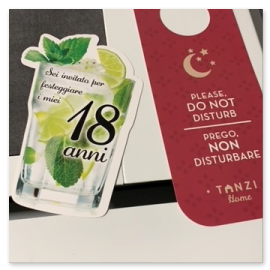 Sei invitato per
festeggiare
i miei
18
anni
PLEASE,
DO NOT
DISTURB
PREGO,
NON
DISTURBARE
TANZI
Home